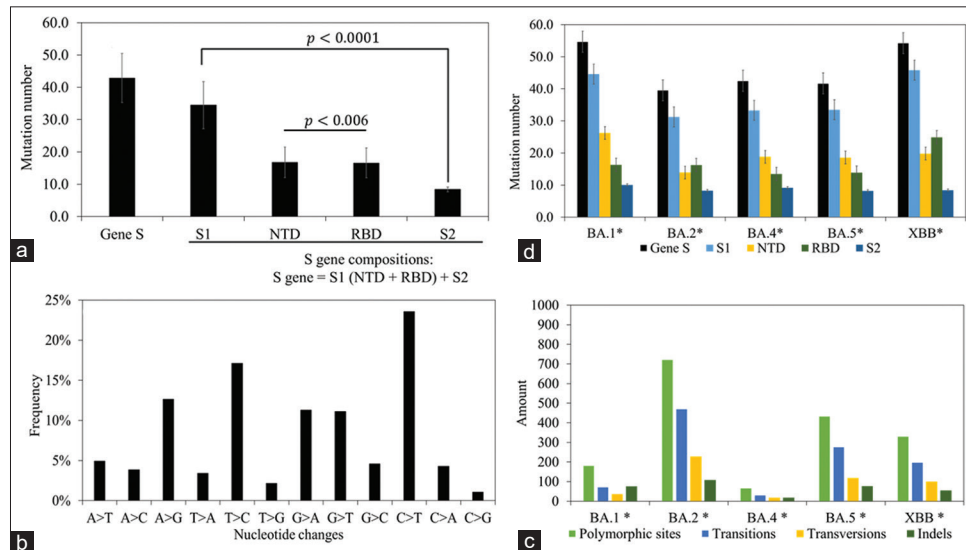 60.0
50.0
40.0
30.0
20.0
10.0
0.0
Mutation number
p < 0.0001
p < 0.006
Gene S S1 NTD RBD S2
S gene compositions:
S gene = S1 (NTD + RBD) + S2
a
60.0
50.0
40.0
30.0
20.0
10.0
0.0
Mutation number
BA.1* BA.2* BA.4* BA.5* XBB*
Gene S S1 NTD RBD S2
d
25%
20%
15%
10%
5%
0%
Frequency
A>T A>C A>G T>A T>C T>G G>A G>T G>C C>T C>A C>G
Nucleotide changes
b
1000
900
800
700
600
500
400
300
200
100
0
Amount
BA.1 * BA.2 * BA.4 * BA.5 * XBB *
Polymorphic sites Transitions Transversions Indels
c